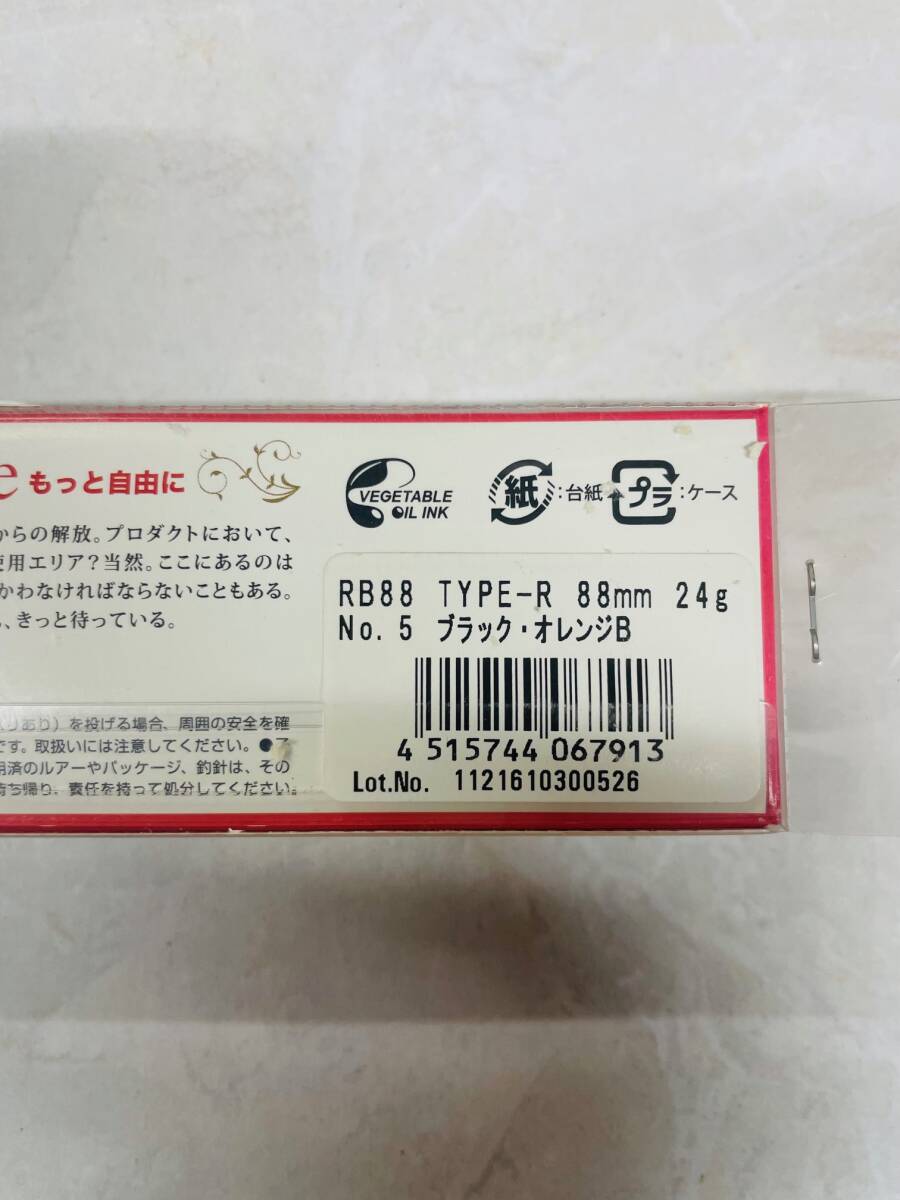 もっと自由に
VEGETABLE
OIL INK
紙:台紙
プラ:ケース
からの解放。プロダクトにおいて、
使用エリア?当然。ここにあるのは
かわなければならないこともある。
、きっと待っている。
RB88 TYPE-R 88mm 24g
No.5 ブラック・オレンジB
4 515744 067913
Lot.No. 1121610300526
りあり)を投げる場合、周囲の安全を確
です。取扱いには注意してください。●
用済のルアーやパッケージ、釣針は、その
持ち帰り、責任を持って処分してください。